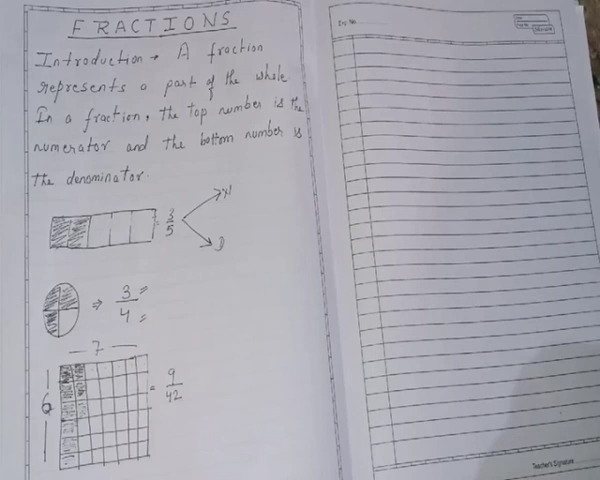 FRACTIONS
Introduction → A fraction
represents a part of the whole
In a fraction, the top number is the
numerator and the bottom number is
the denominator.
= 3/5
N
D
⇒ 3/4
7
6
= 9/42
Teacher's Signature